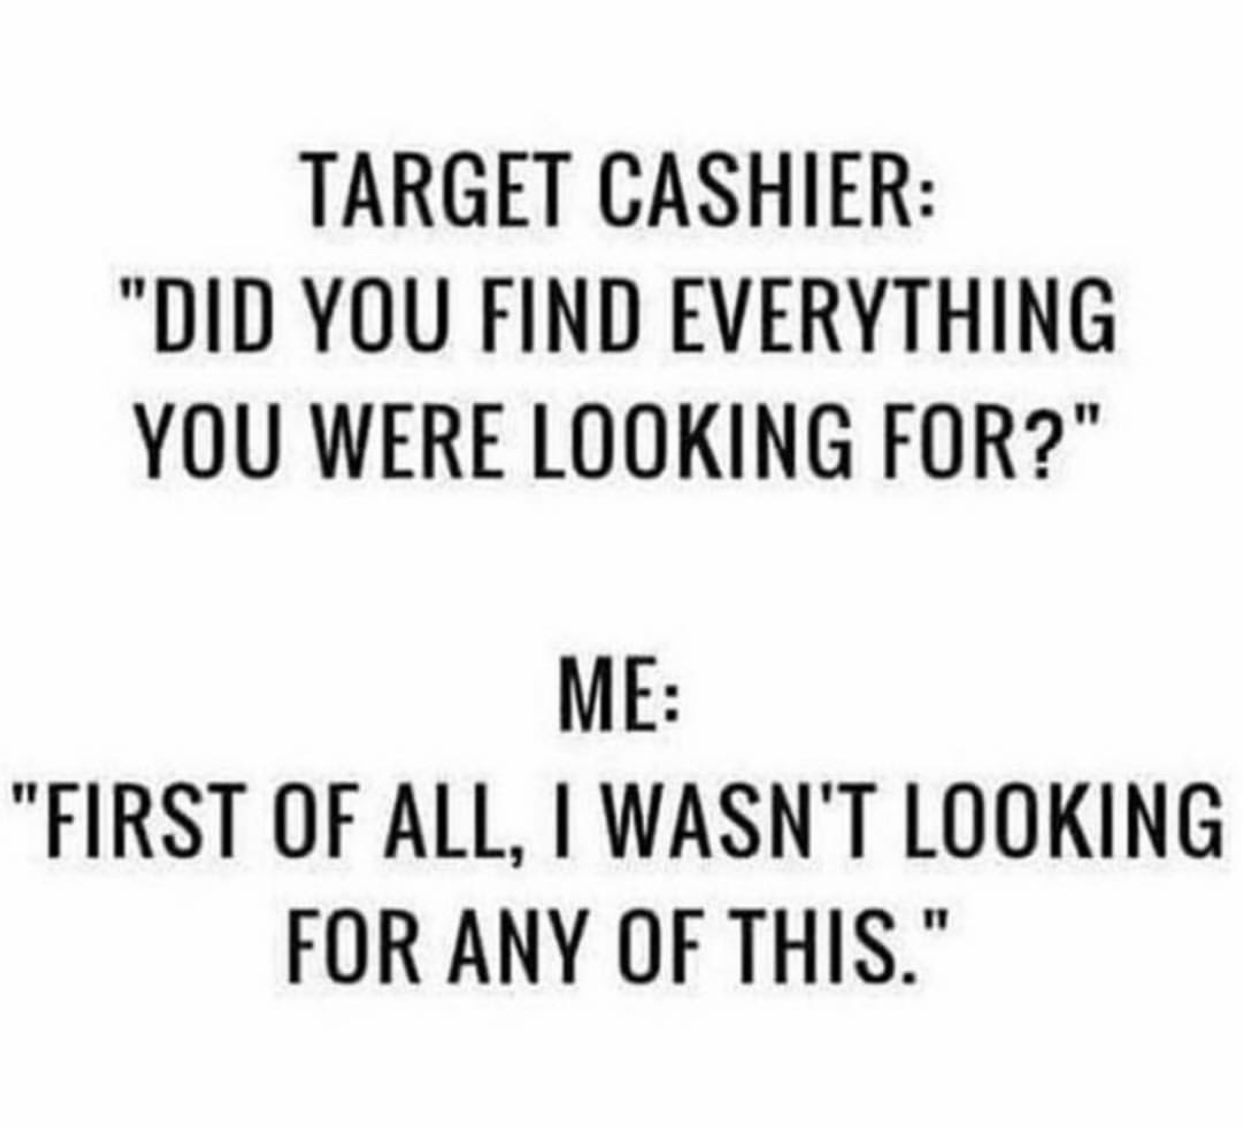 TARGET CASHIER:
"DID YOU FIND EVERYTHING
YOU WERE LOOKING FOR?"
ME:
"FIRST OF ALL, I WASN'T LOOKING
FOR ANY OF THIS."